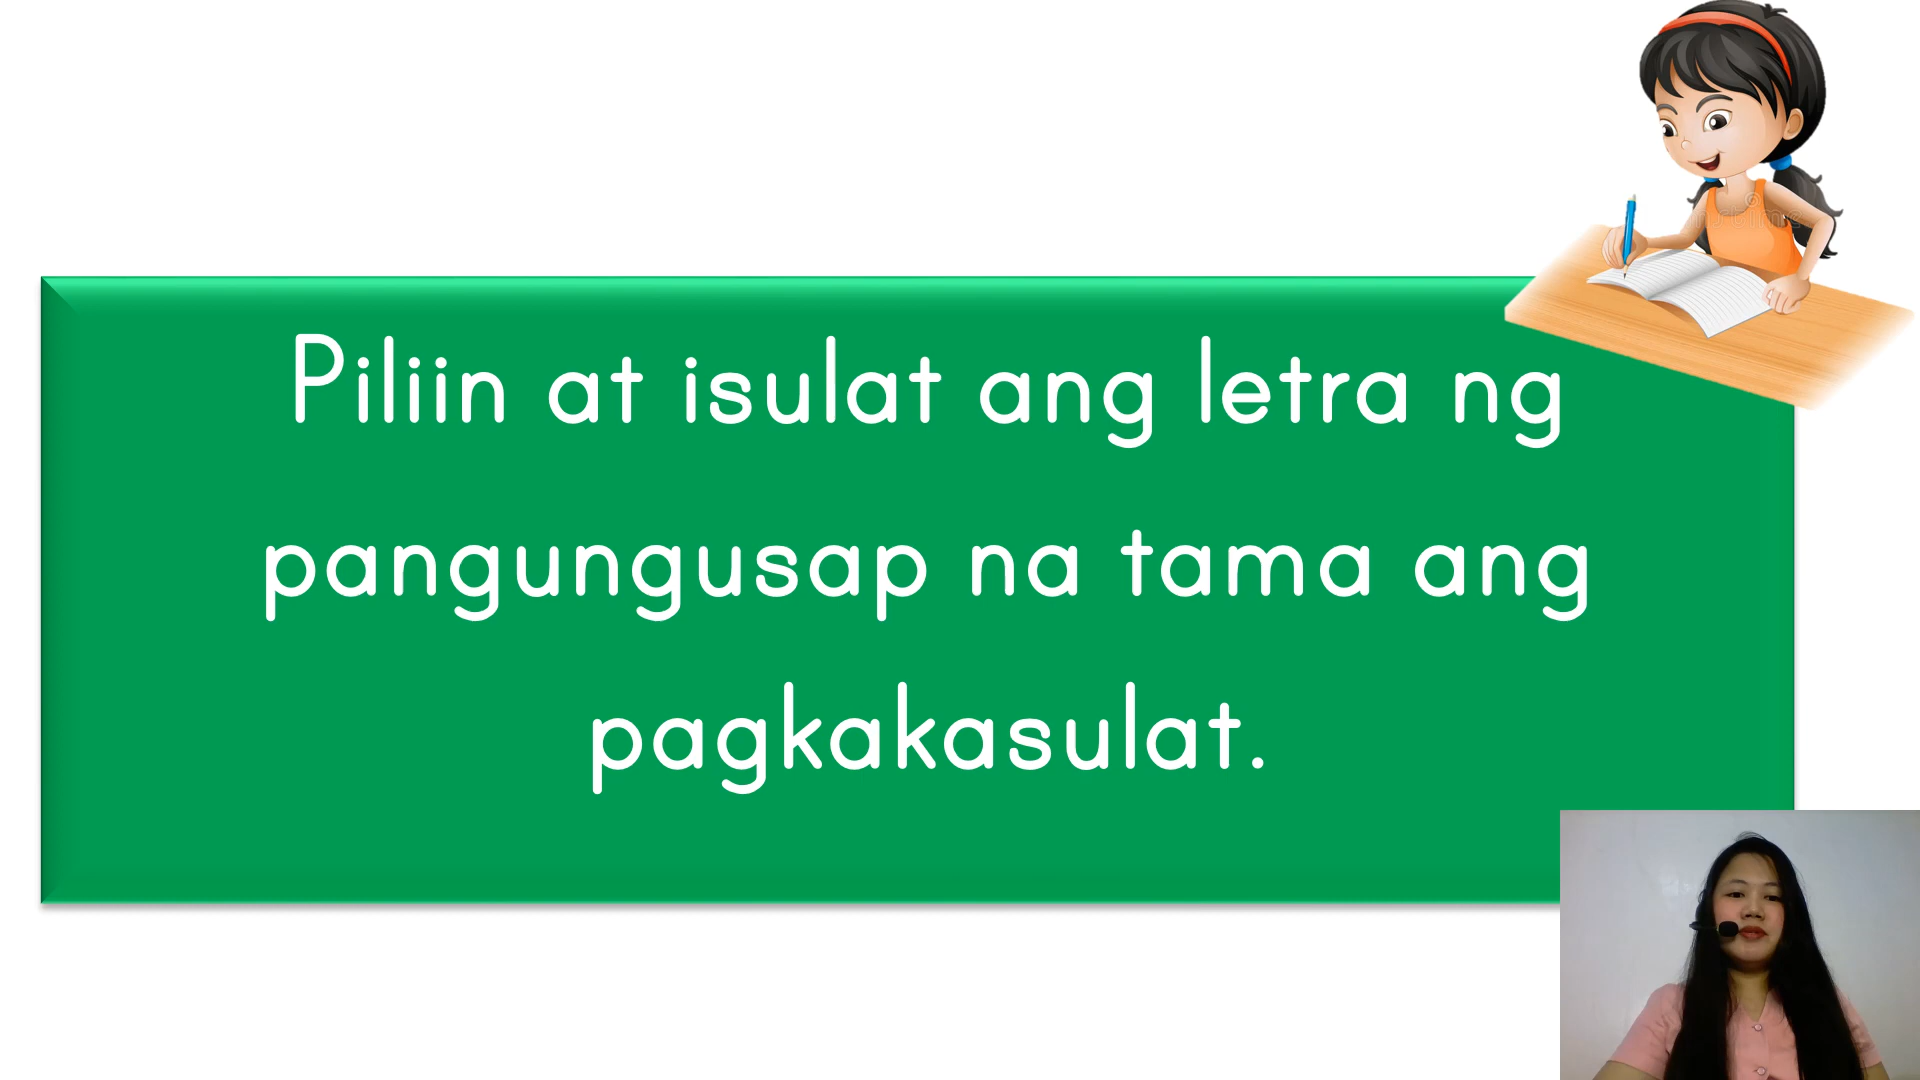 Piliin at isulat ang letra ng
pangungusap na tama ang
pagkakasulat.